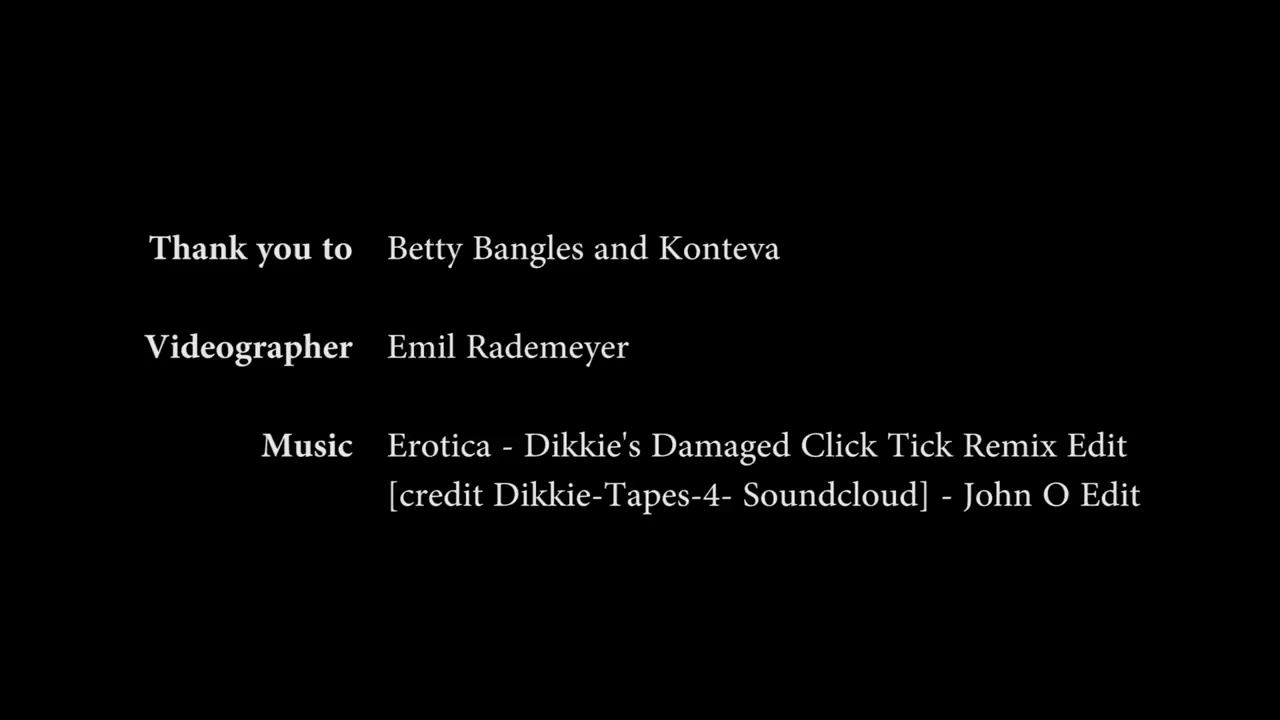 Thank you to Betty Bangles and Konteva
Videographer Emil Rademeyer
Music Erotica - Dikkie's Damaged Click Tick Remix Edit
[credit Dikkie-Tapes-4- Soundcloud] - John O Edit